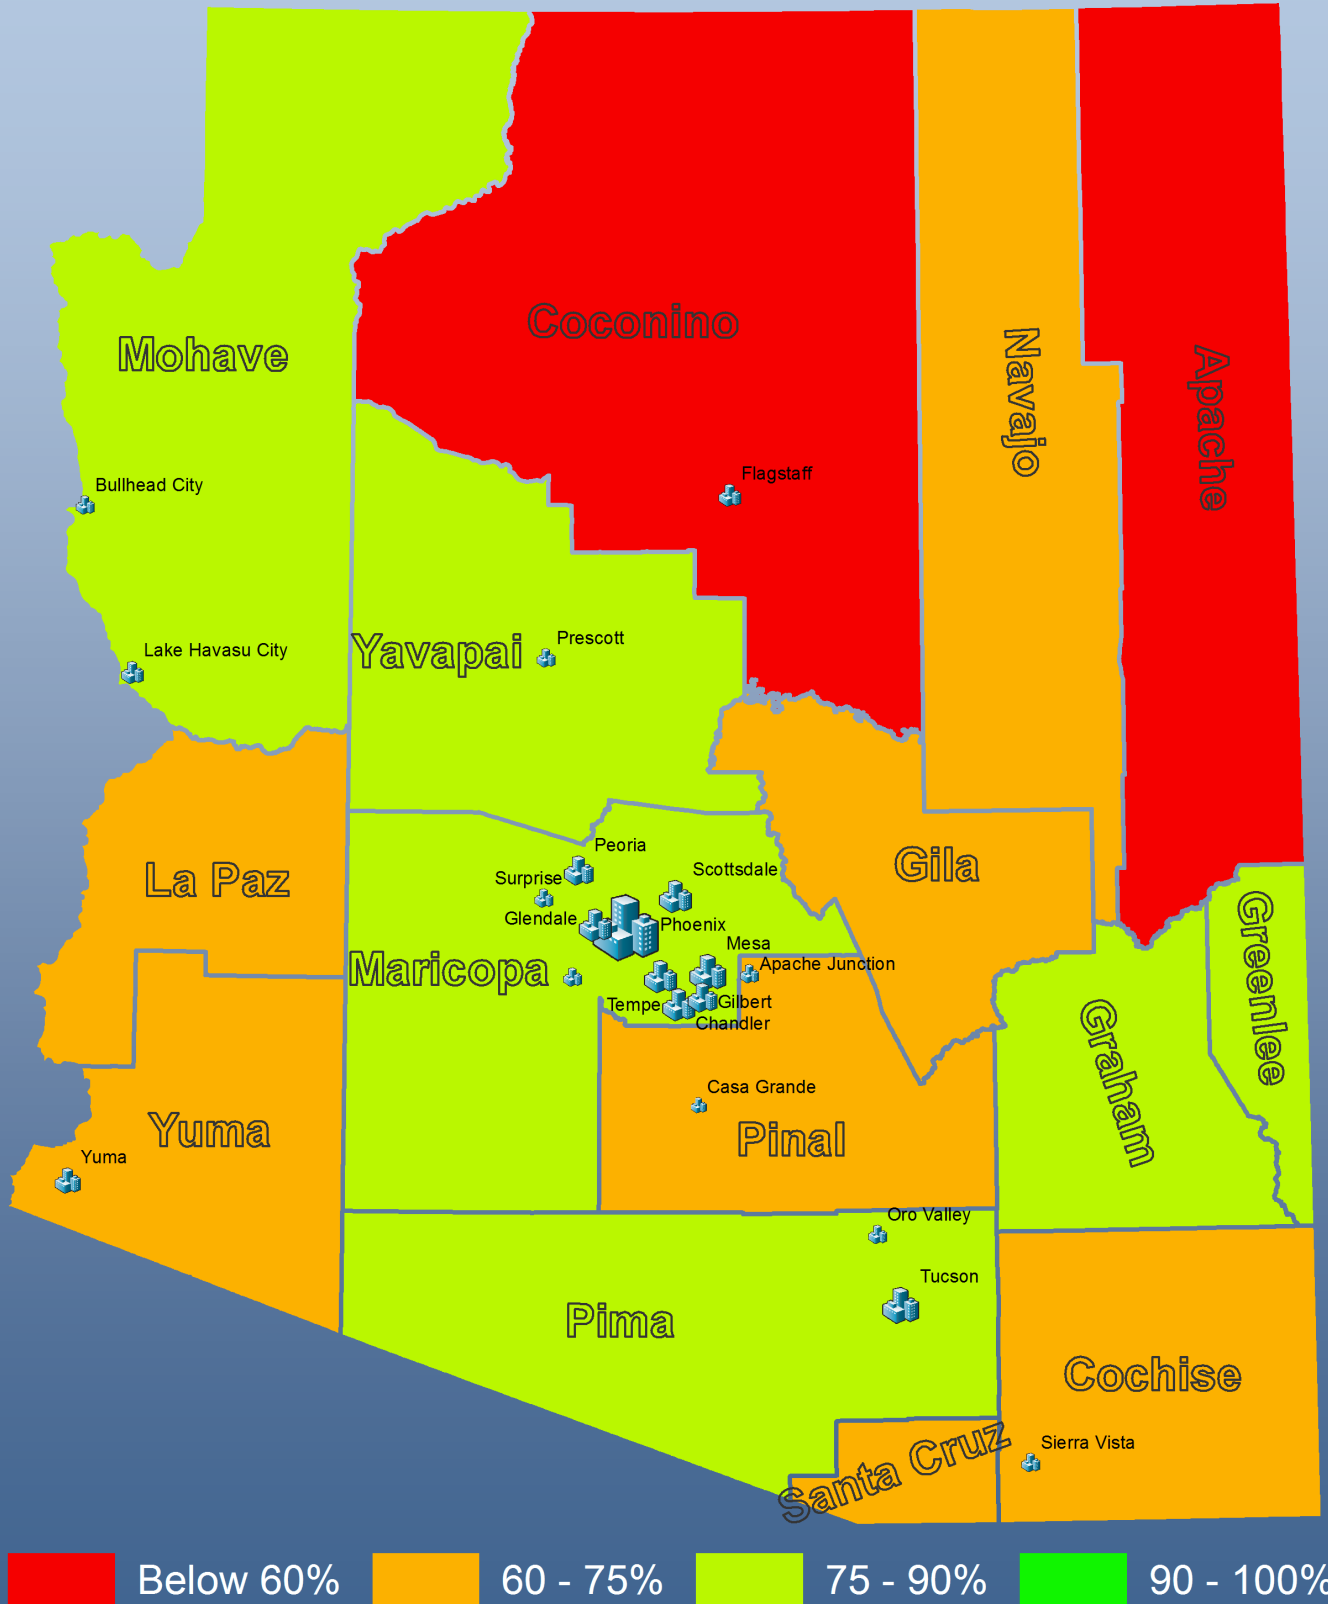 Coconino
Mohave
Navajo
Apache
Flagstaff
Bullhead City
Prescott
Lake Havasu City
Yavapai
Peoria
Scottsdale
Surprise
Glendale
Phoenix
La Paz
Gila
Greenlee
Mesa
Maricopa
Apache Junction
Tempe
Gilbert
Chandler
Graham
Casa Grande
Yuma
Pinal
Yuma
Oro Valley
Tucson
Pima
Cochise
Santa Cruz
Sierra Vista
Below 60% 60 - 75% 75 - 90% 90 - 100%